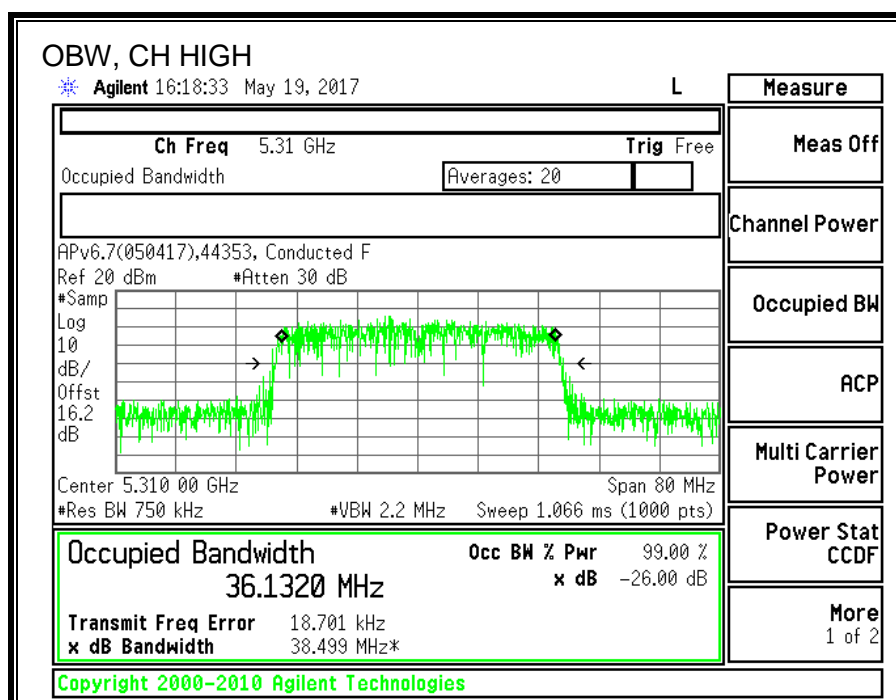 OBW, CH HIGH
Agilent 16:18:33 May 19, 2017 L
Measure
Ch Freq 5.31 GHz Trig Free
Occupied Bandwidth Averages: 20
APv6.7(050417),44353, Conducted F
Ref 20 dBm #Atten 30 dB
#Samp
Log
10
dB/
Offst
16.2
dB
Center 5.310 00 GHz Span 80 MHz
#Res BW 750 kHz #VBW 2.2 MHz Sweep 1.066 ms (1000 pts)
Occupied Bandwidth Occ BW % Pwr 99.00 %
36.1320 MHz x dB -26.00 dB
Transmit Freq Error 18.701 kHz
x dB Bandwidth 38.499 MHz*
Meas Off
Channel Power
Occupied BW
ACP
Multi Carrier
Power
Power Stat
CCDF
More
1 of 2
Copyright 2000-2010 Agilent Technologies